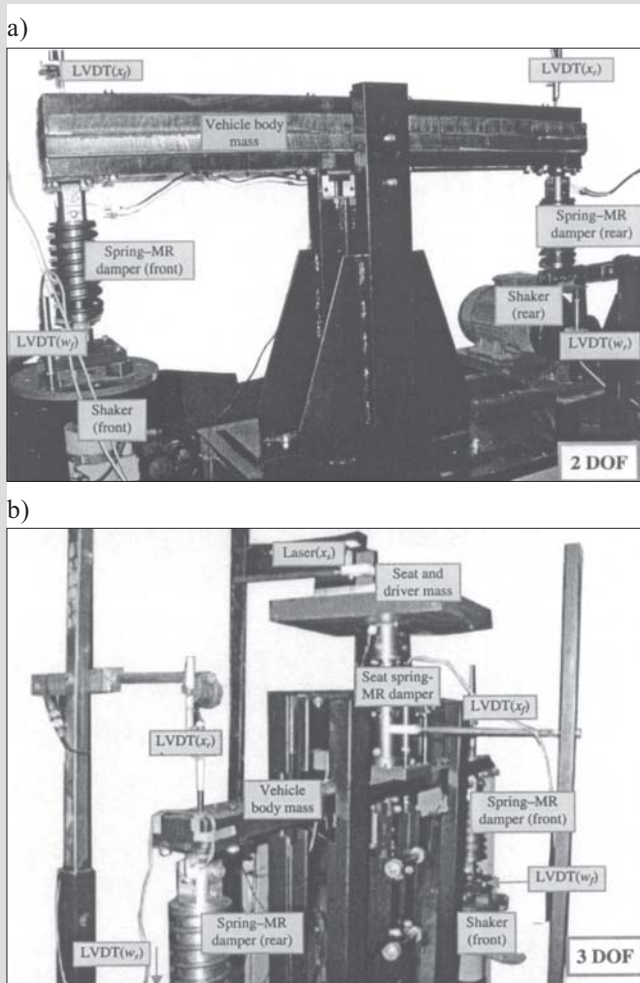 a)
LVDT(x_f)
LVDT(x_r)
Vehicle body
mass
Spring–MR
damper (front)
Spring–MR
damper (rear)
Shaker
(rear)
LVDT(w_f)
LVDT(w_r)
Shaker
(front)
2 DOF
b)
Laser(x_s)
Seat and
driver mass
Seat spring-
MR damper
LVDT(x_f)
LVDT(x_r)
Vehicle
body mass
Spring–MR
damper (front)
LVDT(w_f)
Spring–MR
damper (rear)
Shaker
(front)
LVDT(w_r)
3 DOF